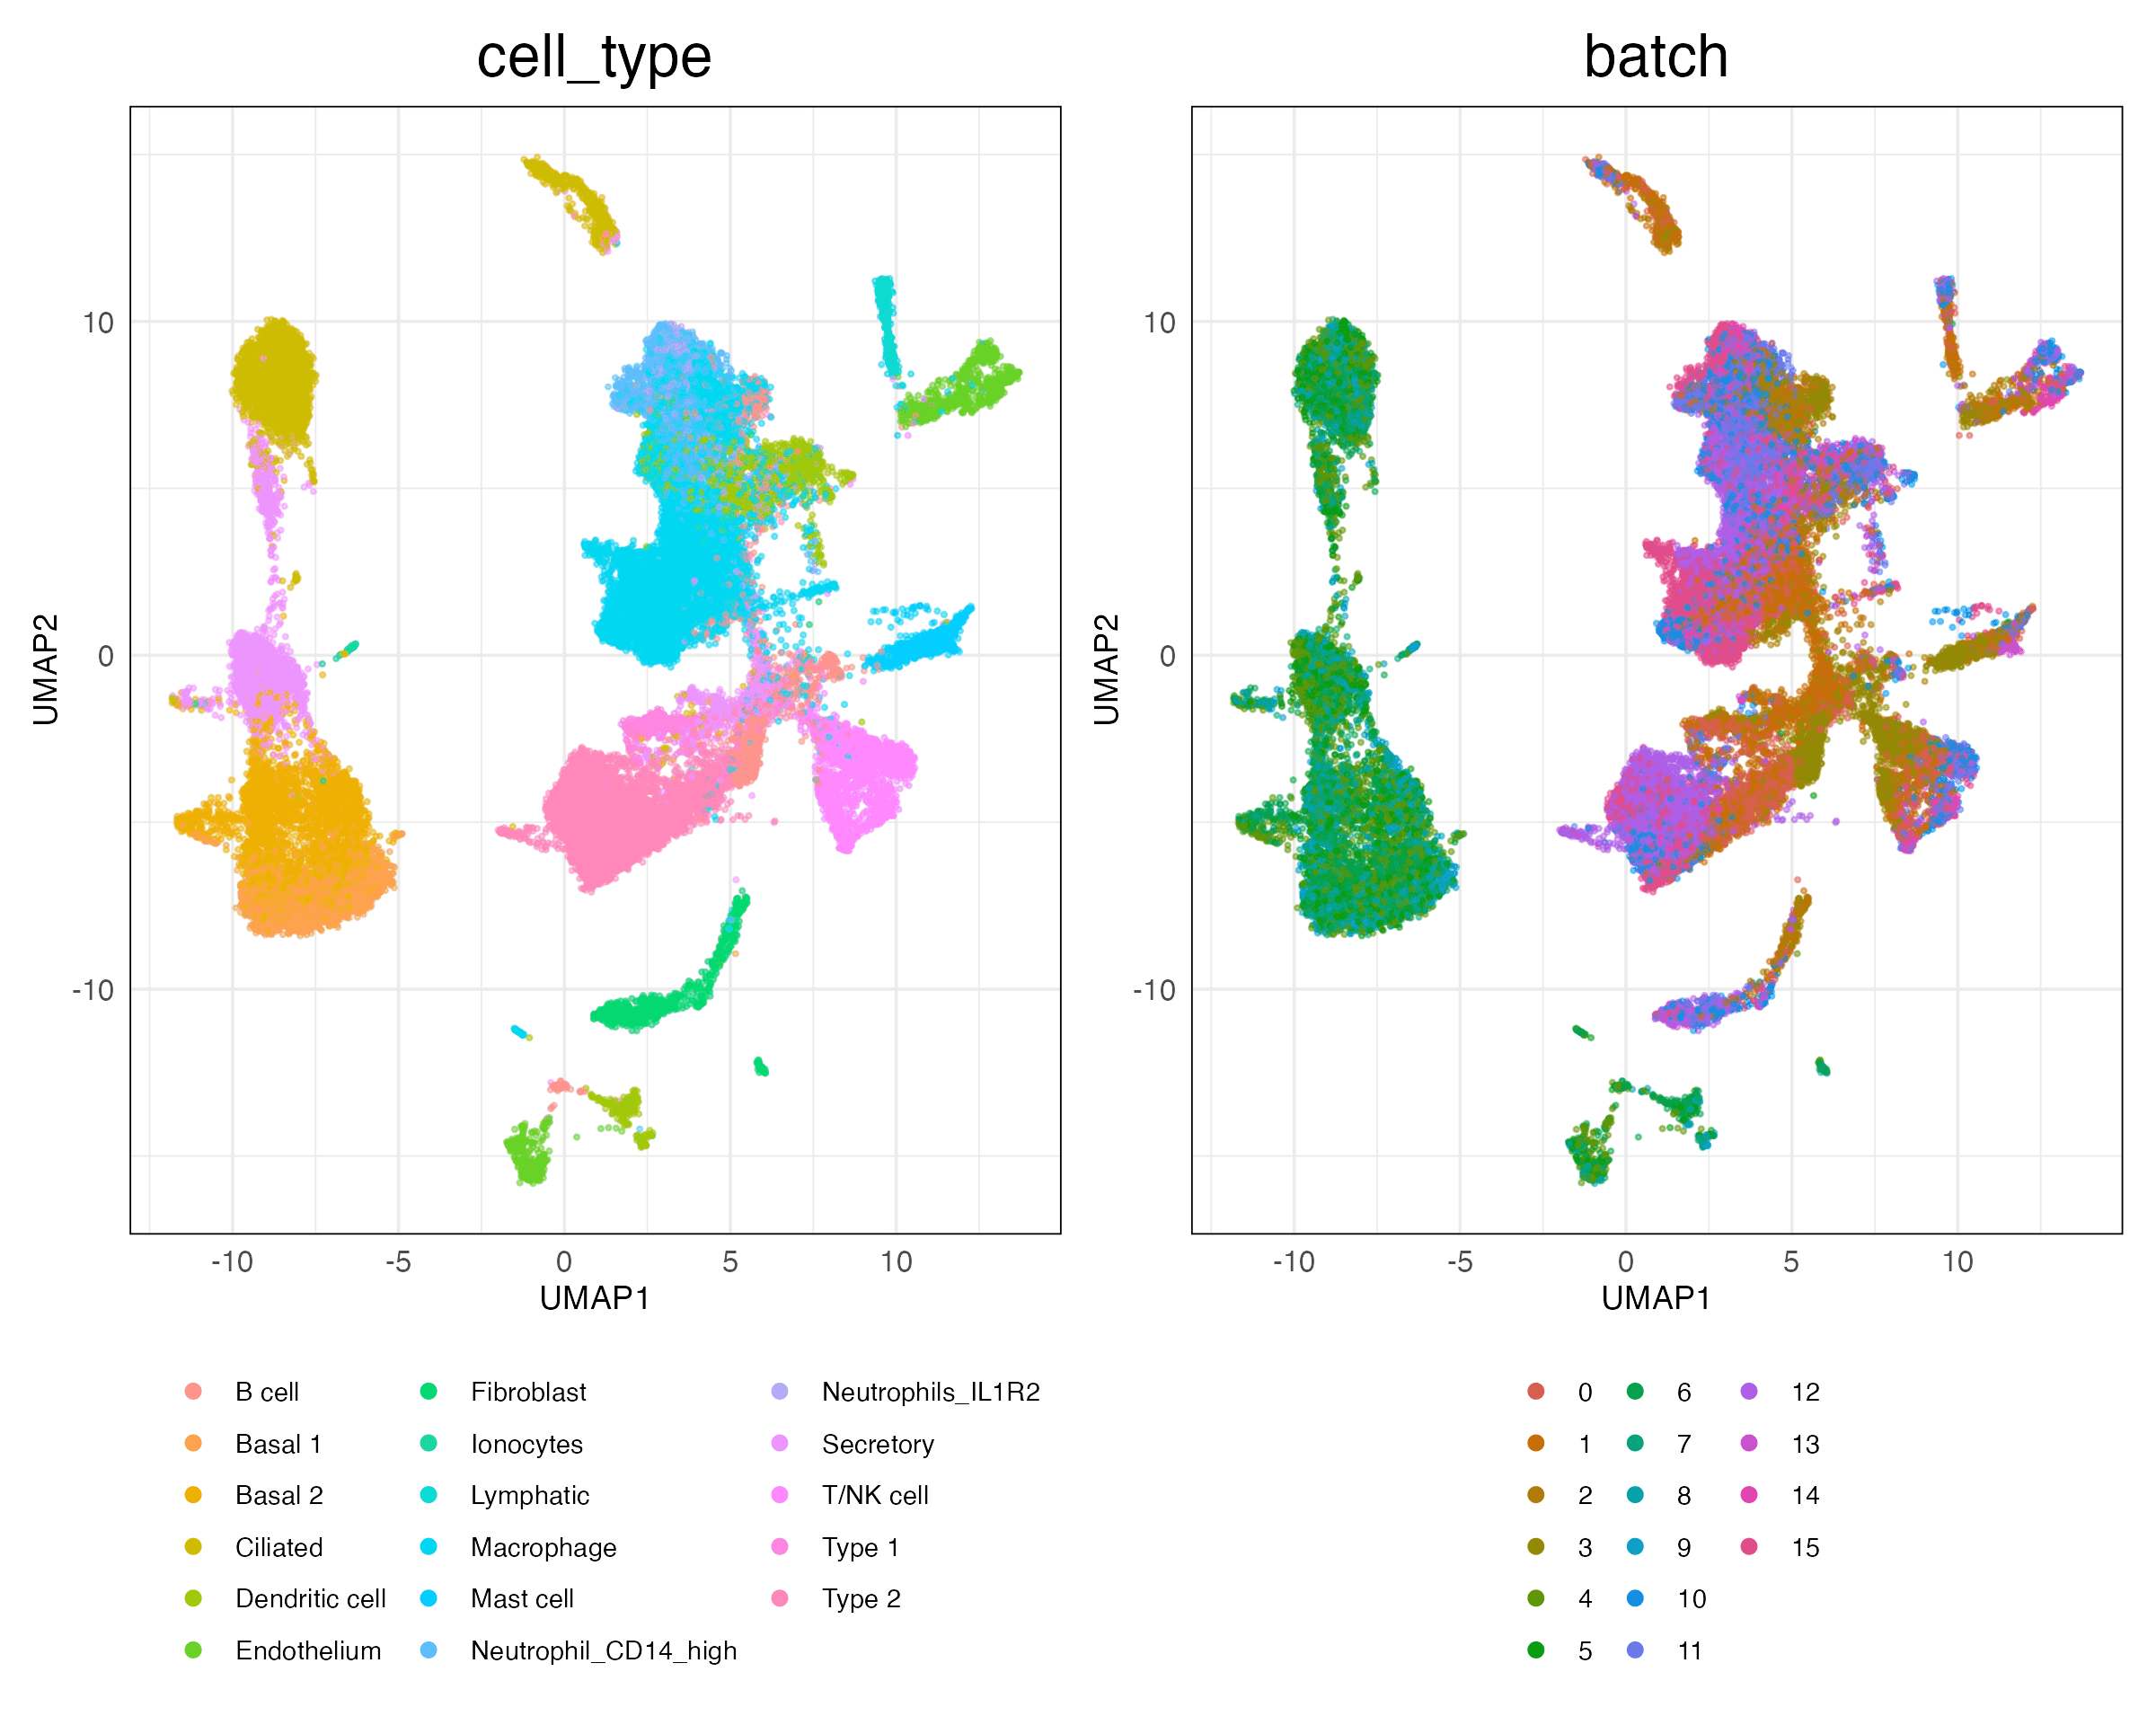 cell_type
batch
10
0
-10
UMAP2
-10 -5 0 5 10
UMAP1
10
0
-10
UMAP2
-10 -5 0 5 10
UMAP1
B cell
Basal 1
Basal 2
Ciliated
Dendritic cell
Endothelium
Fibroblast
Ionocytes
Lymphatic
Macrophage
Mast cell
Neutrophil_CD14_high
Neutrophils_IL1R2
Secretory
T/NK cell
Type 1
Type 2
0
1
2
3
4
5
6
7
8
9
10
11
12
13
14
15